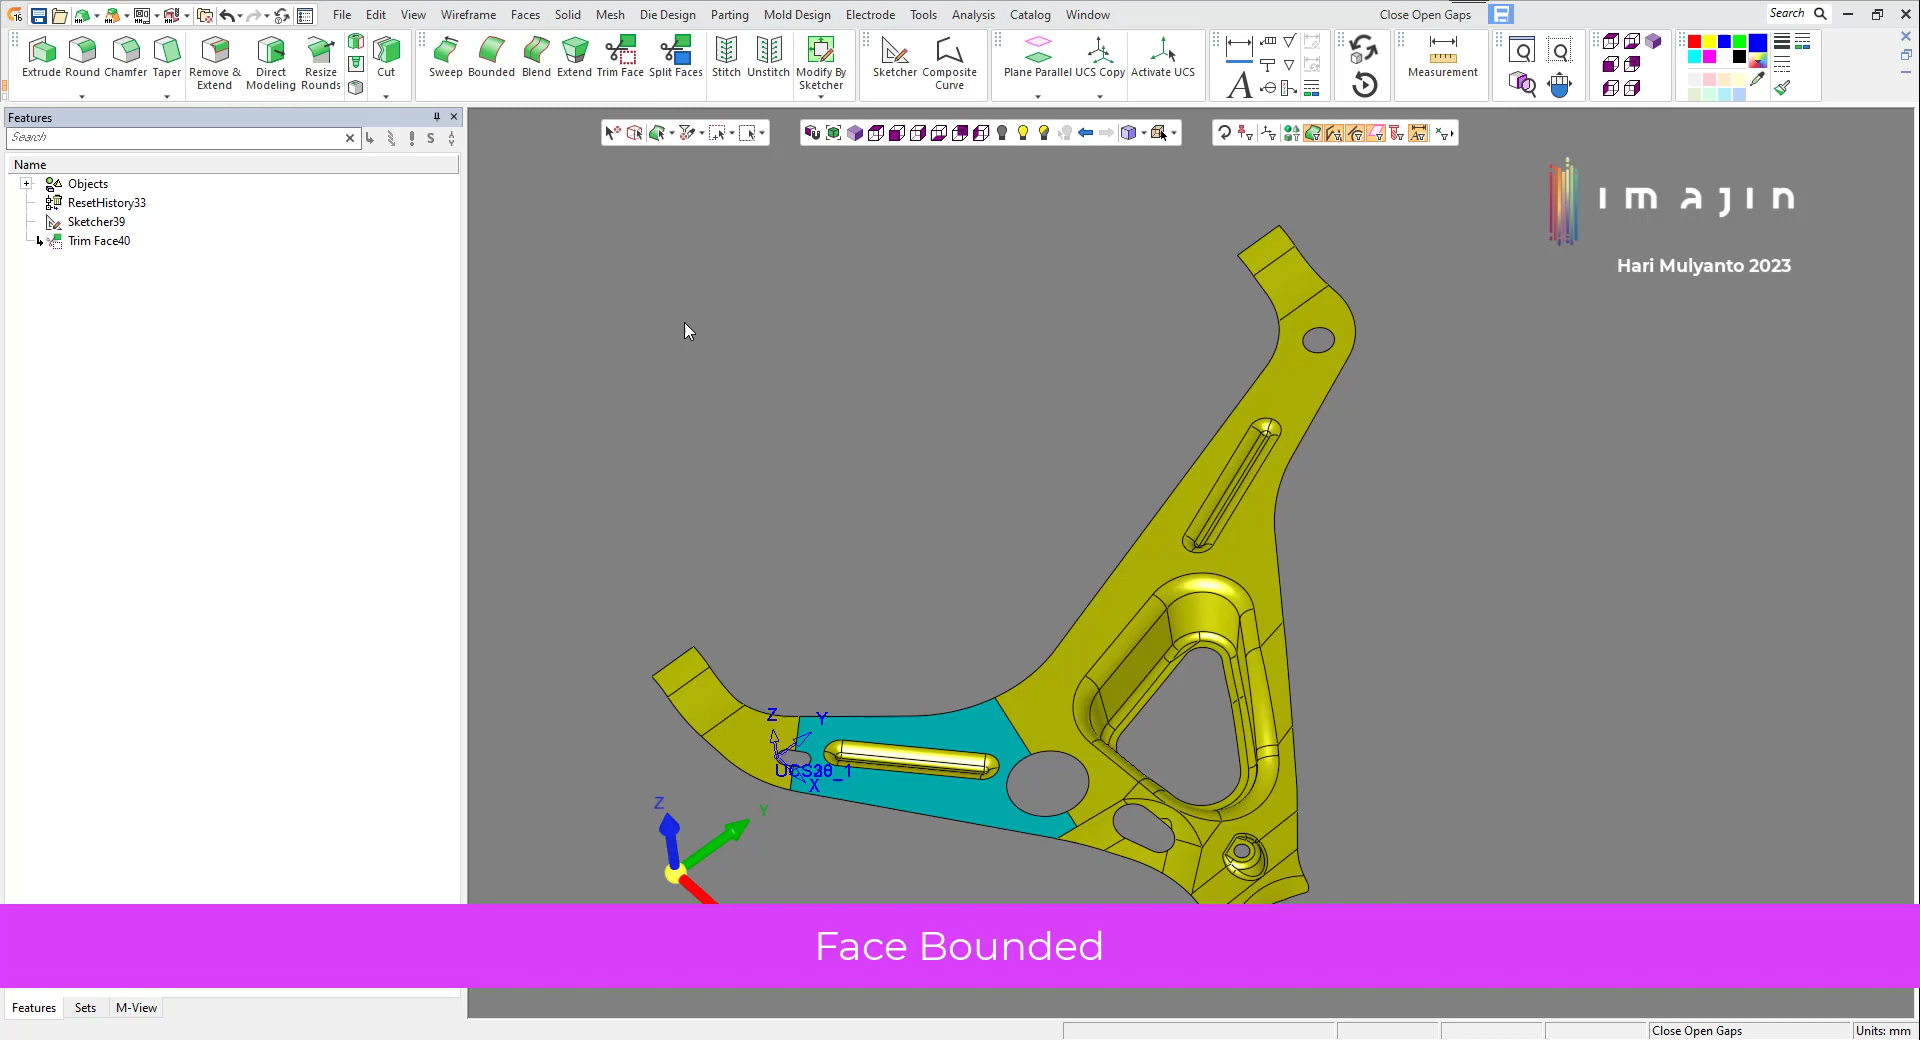 File Edit View Wireframe Faces Solid Mesh Die Design Parting Mold Design Electrode Tools Analysis Catalog Window Close Open Gaps Search
Extrude Round Chamfer Taper Remove & Extend Direct Modeling Resize Rounds Cut Sweep Bounded Blend Extend Trim Face Split Faces Stitch Unstitch Modify By Sketcher Sketcher Composite Curve Plane Parallel UCS Copy Activate UCS A Measurement
Features
Search
Name
Objects
ResetHistory33
Sketcher39
Trim Face40
imajin
Hari Mulyanto 2023
Z Y
X
Z Y
Face Bounded
Features Sets M-View
Close Open Gaps Units: mm